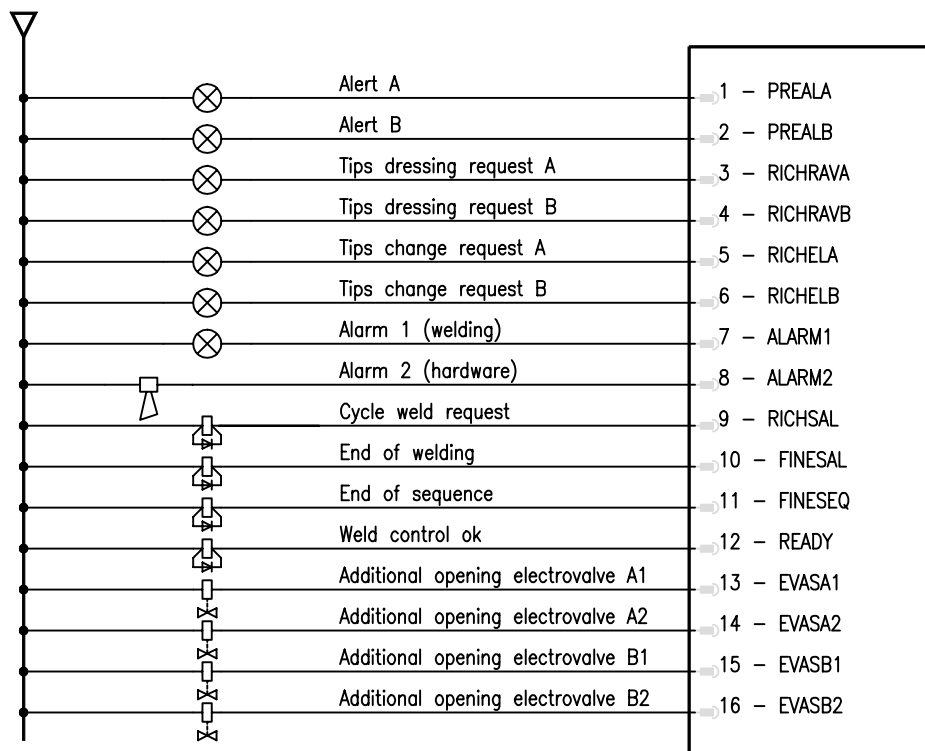 Alert A 1 – PREALA
Alert B 2 – PREALB
Tips dressing request A 3 – RICHRAVA
Tips dressing request B 4 – RICHRAVB
Tips change request A 5 – RICHELA
Tips change request B 6 – RICHELB
Alarm 1 (welding) 7 – ALARM1
Alarm 2 (hardware) 8 – ALARM2
Cycle weld request 9 – RICHSAL
End of welding 10 – FINESAL
End of sequence 11 – FINESEQ
Weld control ok 12 – READY
Additional opening electrovalve A1 13 – EVASA1
Additional opening electrovalve A2 14 – EVASA2
Additional opening electrovalve B1 15 – EVASB1
Additional opening electrovalve B2 16 – EVASB2